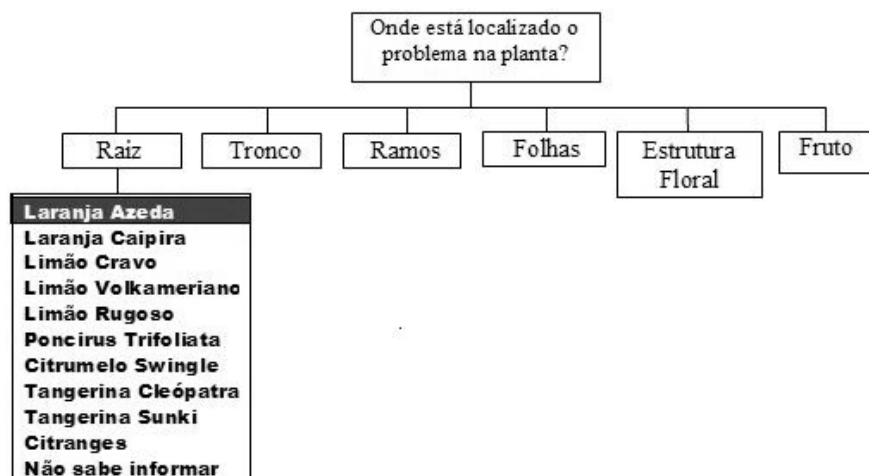 Onde está localizado o
problema na planta?
Raiz
Tronco
Ramos
Folhas
Estrutura
Floral
Fruto
Laranja Azeda
Laranja Caipira
Limão Cravo
Limão Volkameriano
Limão Rugoso
Poncirus Trifoliata
Citrumelo Swingle
Tangerina Cleópatra
Tangerina Sunki
Citranges
Não sabe informar